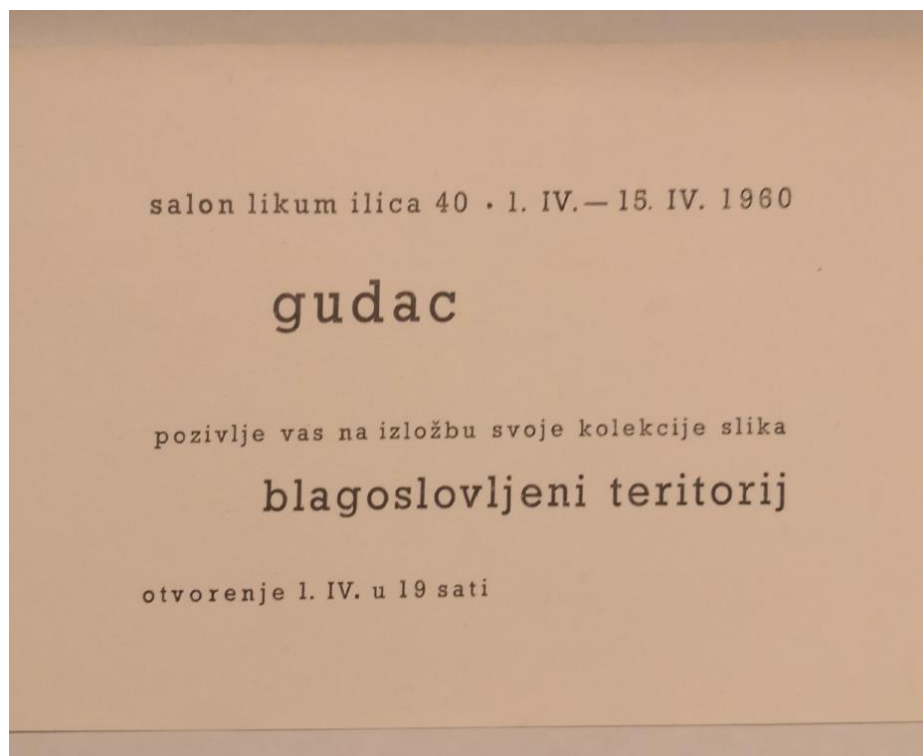 salon likum ilica 40 • 1. IV.— 15. IV. 1960
gudac
pozivlje vas na izložbu svoje kolekcije slika
blagoslovljeni teritorij
otvorenje 1. IV. u 19 sati